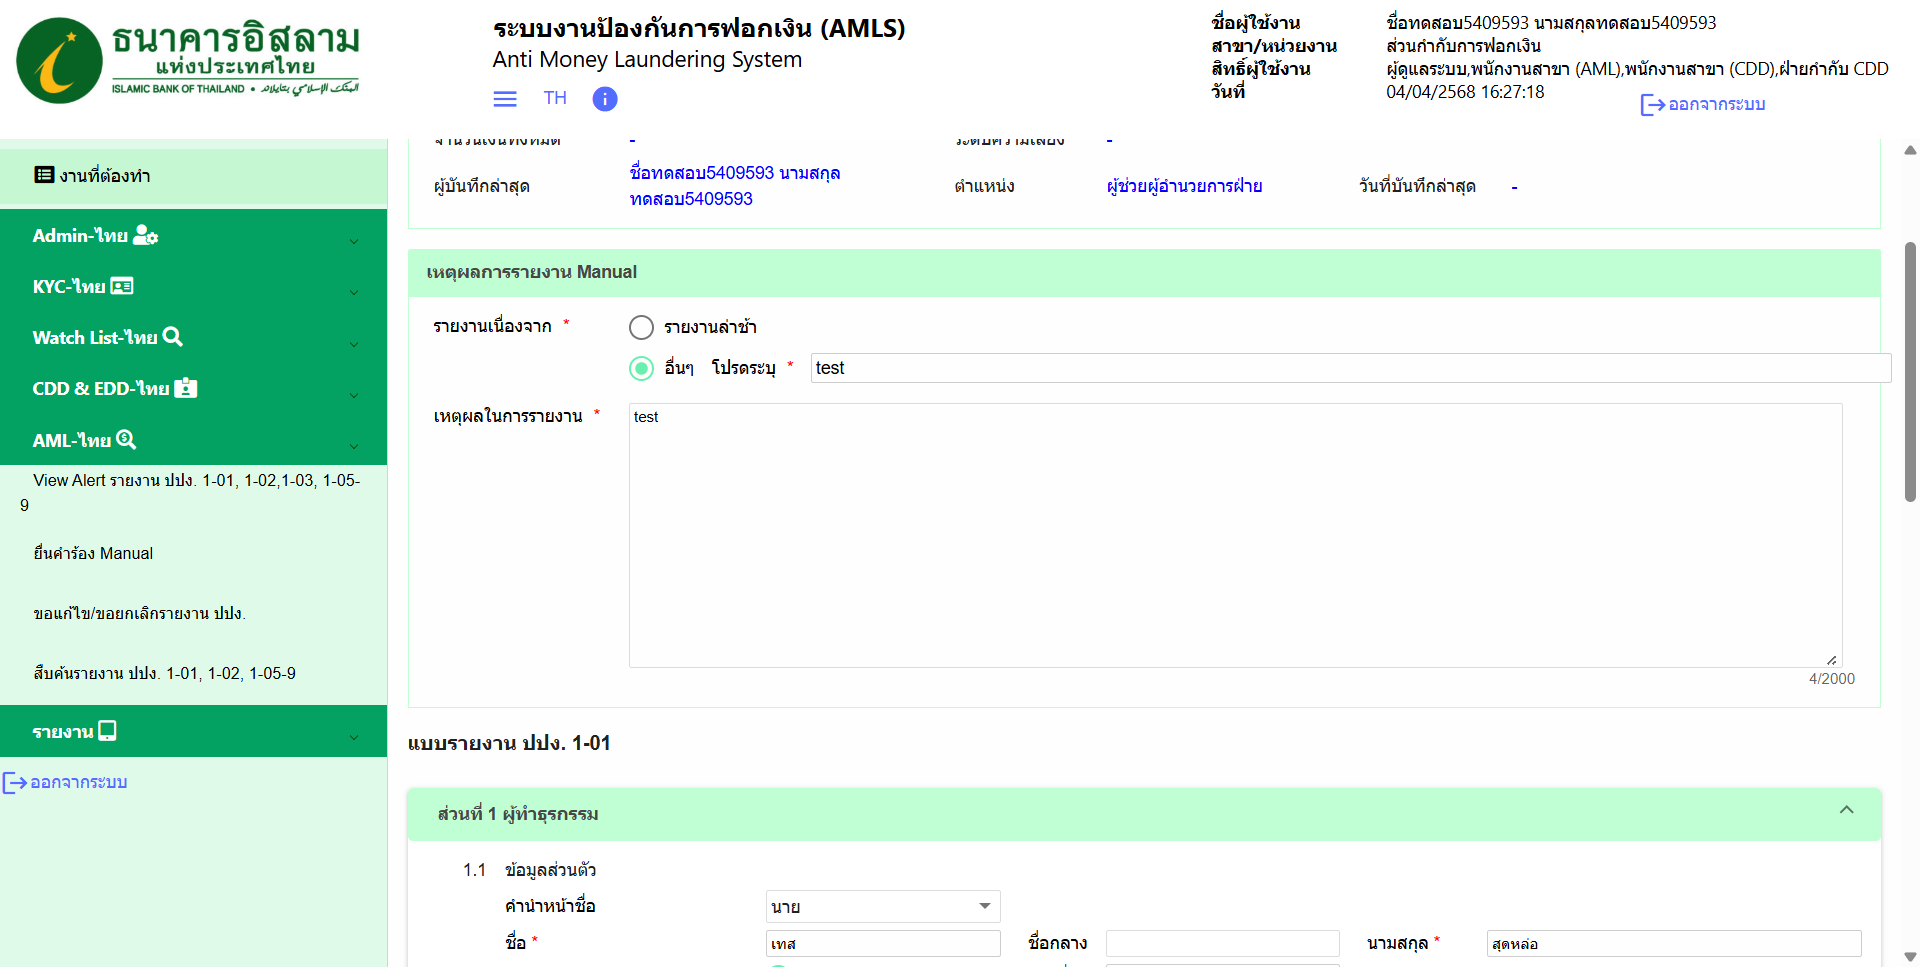 ธนาคารอิสลาม
แห่งประเทศไทย
ISLAMIC BANK OF THAILAND •
ระบบงานป้องกันการฟอกเงิน (AMLS)
Anti Money Laundering System
TH
ชื่อผู้ใช้งาน ชื่อทดสอบ5409593 นามสกุลทดสอบ5409593
สาขา/หน่วยงาน ส่วนกำกับการฟอกเงิน
สิทธิ์ผู้ใช้งาน ผู้ดูแลระบบ,พนักงานสาขา (AML),พนักงานสาขา (CDD),ฝ่ายกำกับ CDD
วันที่ 04/04/2568 16:27:18
ออกจากระบบ
งานที่ต้องทำ
Admin-ไทย
KYC-ไทย
Watch List-ไทย
CDD & EDD-ไทย
AML-ไทย
View Alert รายงาน ปปง. 1-01, 1-02,1-03, 1-05-
9
ยื่นคำร้อง Manual
ขอแก้ไข/ขอยกเลิกรายงาน ปปง.
สืบค้นรายงาน ปปง. 1-01, 1-02, 1-05-9
รายงาน
ออกจากระบบ
จำนวนเงินทั้งหมด - ระดับความเสี่ยง -
ผู้บันทึกล่าสุด ชื่อทดสอบ5409593 นามสกุล
ทดสอบ5409593 ตำแหน่ง ผู้ช่วยผู้อำนวยการฝ่าย วันที่บันทึกล่าสุด -
เหตุผลการรายงาน Manual
รายงานเนื่องจาก * รายงานล่าช้า
อื่นๆ โปรดระบุ * test
เหตุผลในการรายงาน * test
4/2000
แบบรายงาน ปปง. 1-01
ส่วนที่ 1 ผู้ทำธุรกรรม
1.1 ข้อมูลส่วนตัว
คำนำหน้าชื่อ นาย
ชื่อ * เทส ชื่อกลาง นามสกุล * สุดหล่อ